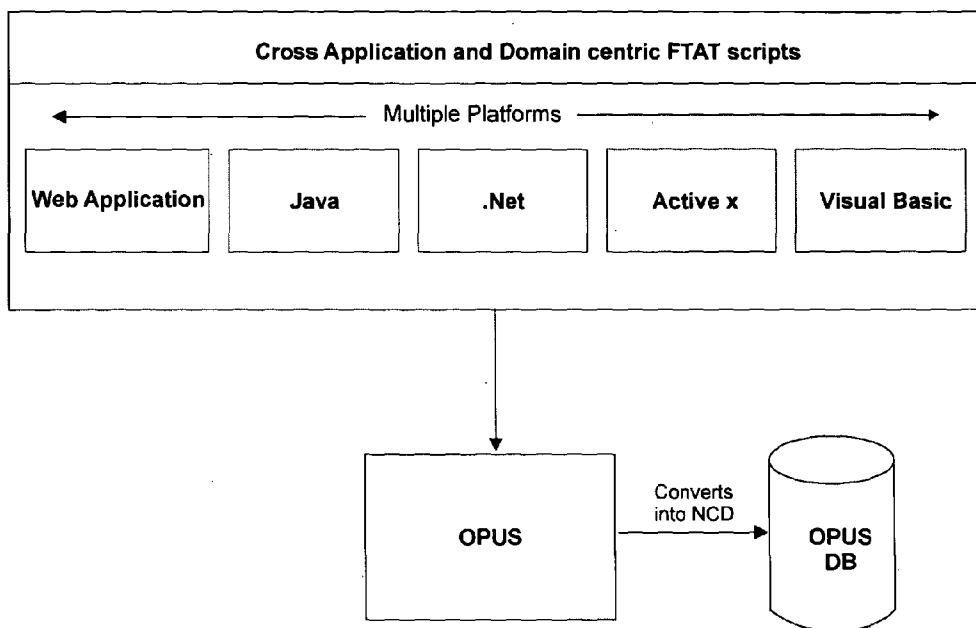 Cross Application and Domain centric FTAT scripts
Multiple Platforms
Web Application
Java
.Net
Active x
Visual Basic
OPUS
Converts
into NCD
OPUS
DB